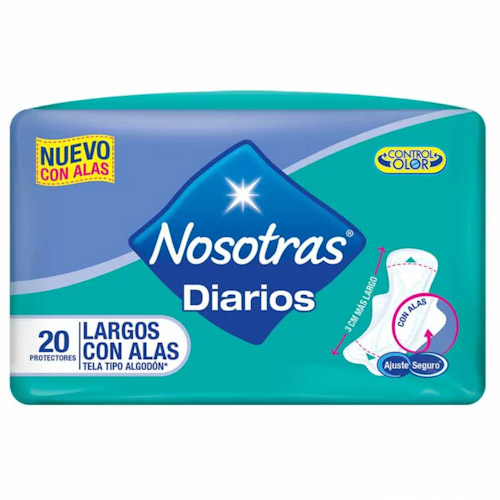 NUEVO
CON ALAS
CONTROL
OLOR
Nosotras®
Diarios
3 CM MÁS LARGO
CON ALAS
Ajuste Seguro
20
PROTECTORES
LARGOS
CON ALAS
TELA TIPO ALGODÓN*